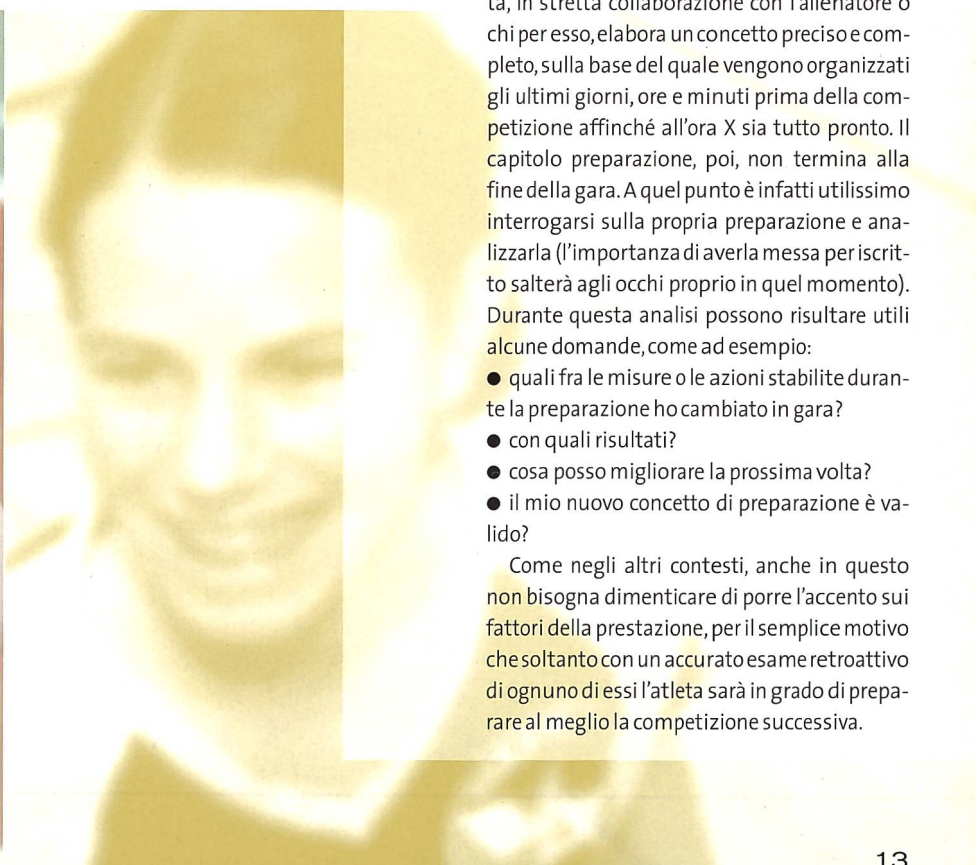 ta, in stretta collaborazione con l'allenatore o
chi per esso, elabora un concetto preciso e com-
pleto, sulla base del quale vengono organizzati
gli ultimi giorni, ore e minuti prima della com-
petizione affinché all'ora X sia tutto pronto. Il
capitolo preparazione, poi, non termina alla
fine della gara. A quel punto è infatti utilissimo
interrogarsi sulla propria preparazione e ana-
lizzarla (l'importanza di averla messa per iscrit-
to salterà agli occhi proprio in quel momento).
Durante questa analisi possono risultare utili
alcune domande, come ad esempio:
● quali fra le misure o le azioni stabilite duran-
te la preparazione ho cambiato in gara?
● con quali risultati?
● cosa posso migliorare la prossima volta?
● il mio nuovo concetto di preparazione è va-
lido?
Come negli altri contesti, anche in questo
non bisogna dimenticare di porre l'accento sui
fattori della prestazione, per il semplice motivo
che soltanto con un accurato esame retroattivo
di ognuno di essi l'atleta sarà in grado di prepa-
rare al meglio la competizione successiva.
13